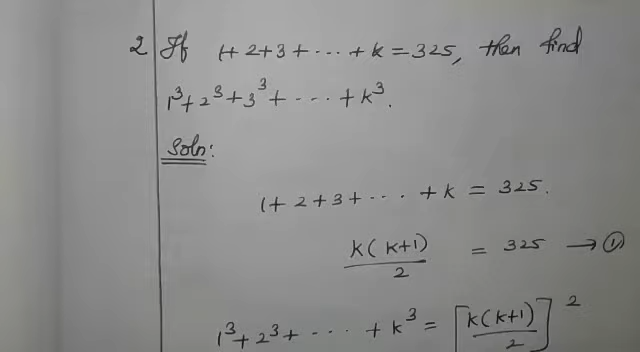 2 If 1+2+3+...+k = 325, then find
1³+2³+3³+....+k³.
Soln:
1+2+3+...+k = 325.
k(k+1)/2 = 325 → ①
1³+2³+....+k³ = [k(k+1)/2]²